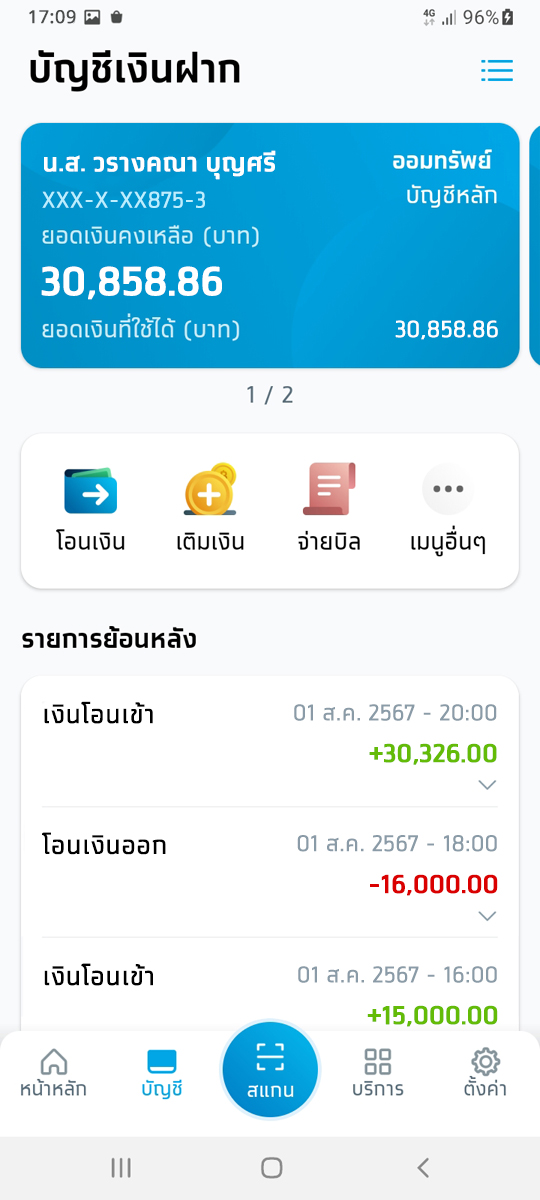 17:09 4G 96%
บัญชีเงินฝาก
น.ส. วรางคณา บุญศรี ออมทรัพย์
XXX-X-XX875-3 บัญชีหลัก
ยอดเงินคงเหลือ (บาท)
30,858.86
ยอดเงินที่ใช้ได้ (บาท) 30,858.86
1 / 2
โอนเงิน เติมเงิน จ่ายบิล เมนูอื่นๆ
รายการย้อนหลัง
เงินโอนเข้า 01 ส.ค. 2567 - 20:00
+30,326.00
โอนเงินออก 01 ส.ค. 2567 - 18:00
-16,000.00
เงินโอนเข้า 01 ส.ค. 2567 - 16:00
+15,000.00
หน้าหลัก บัญชี สแกน บริการ ตั้งค่า